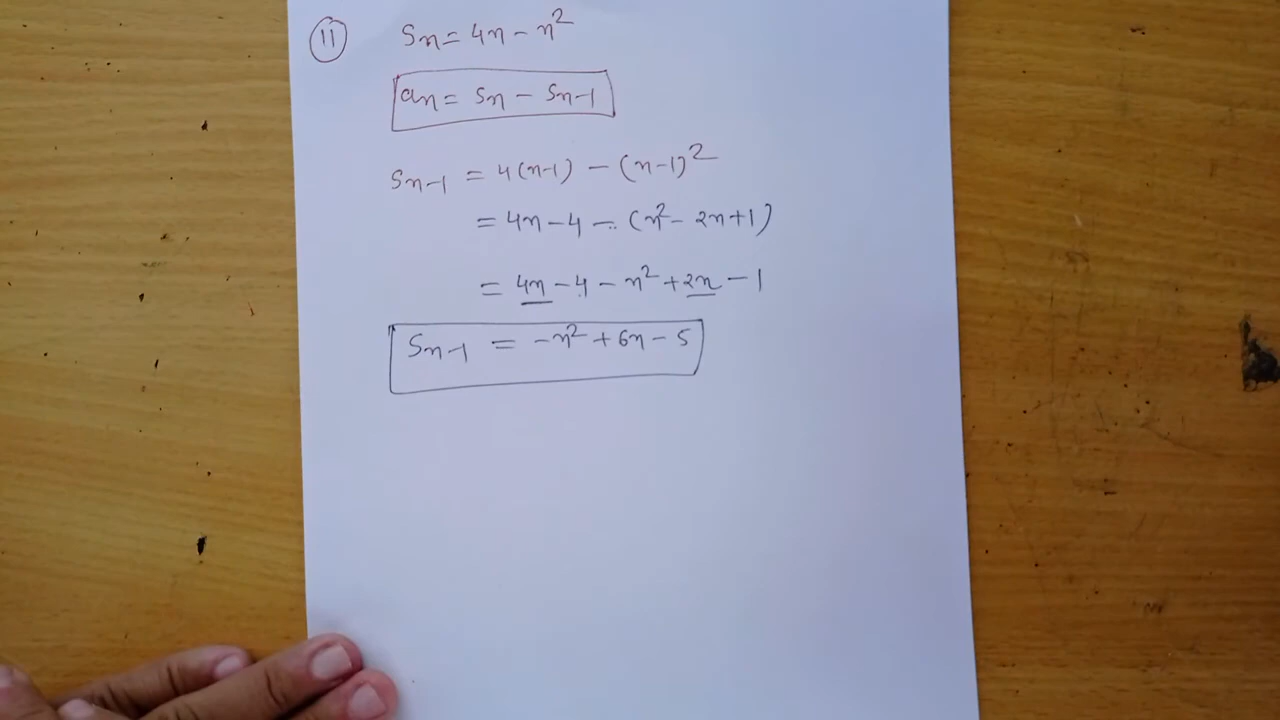 11 Sn = 4n - n²
an = Sn - Sn-1
Sn-1 = 4(n-1) - (n-1)²
= 4n - 4 - (n² - 2n + 1)
= 4n - 4 - n² + 2n - 1
Sn-1 = -n² + 6n - 5